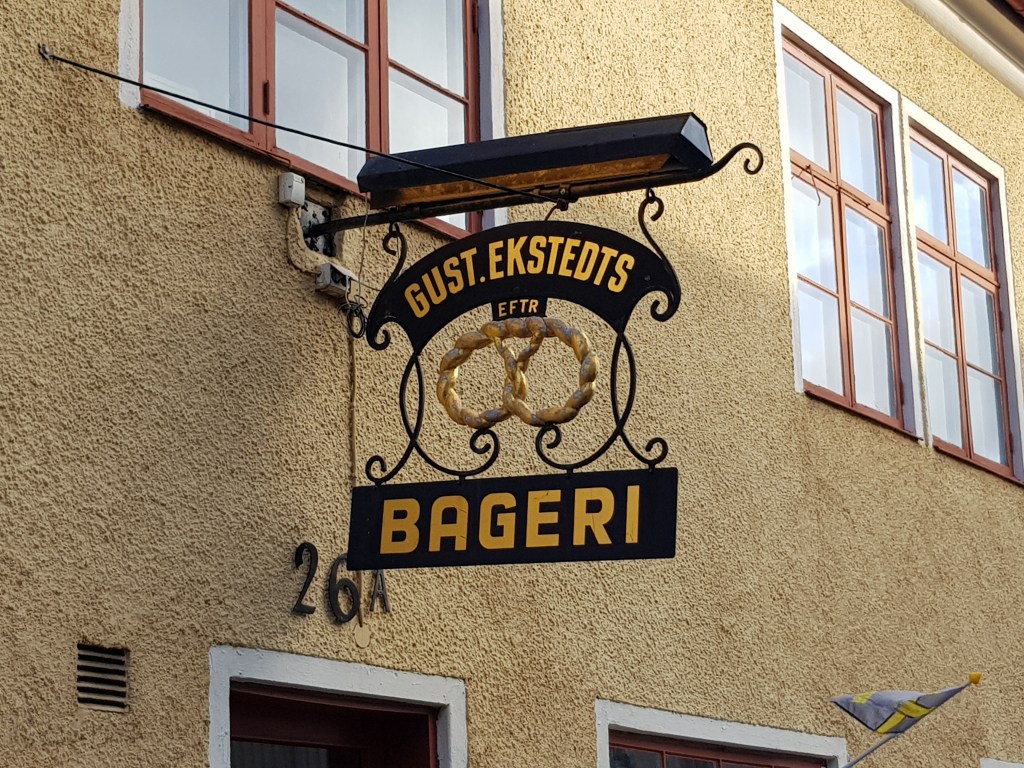 GUST. EKSTEDTS
EFTR
BAGERI
26A